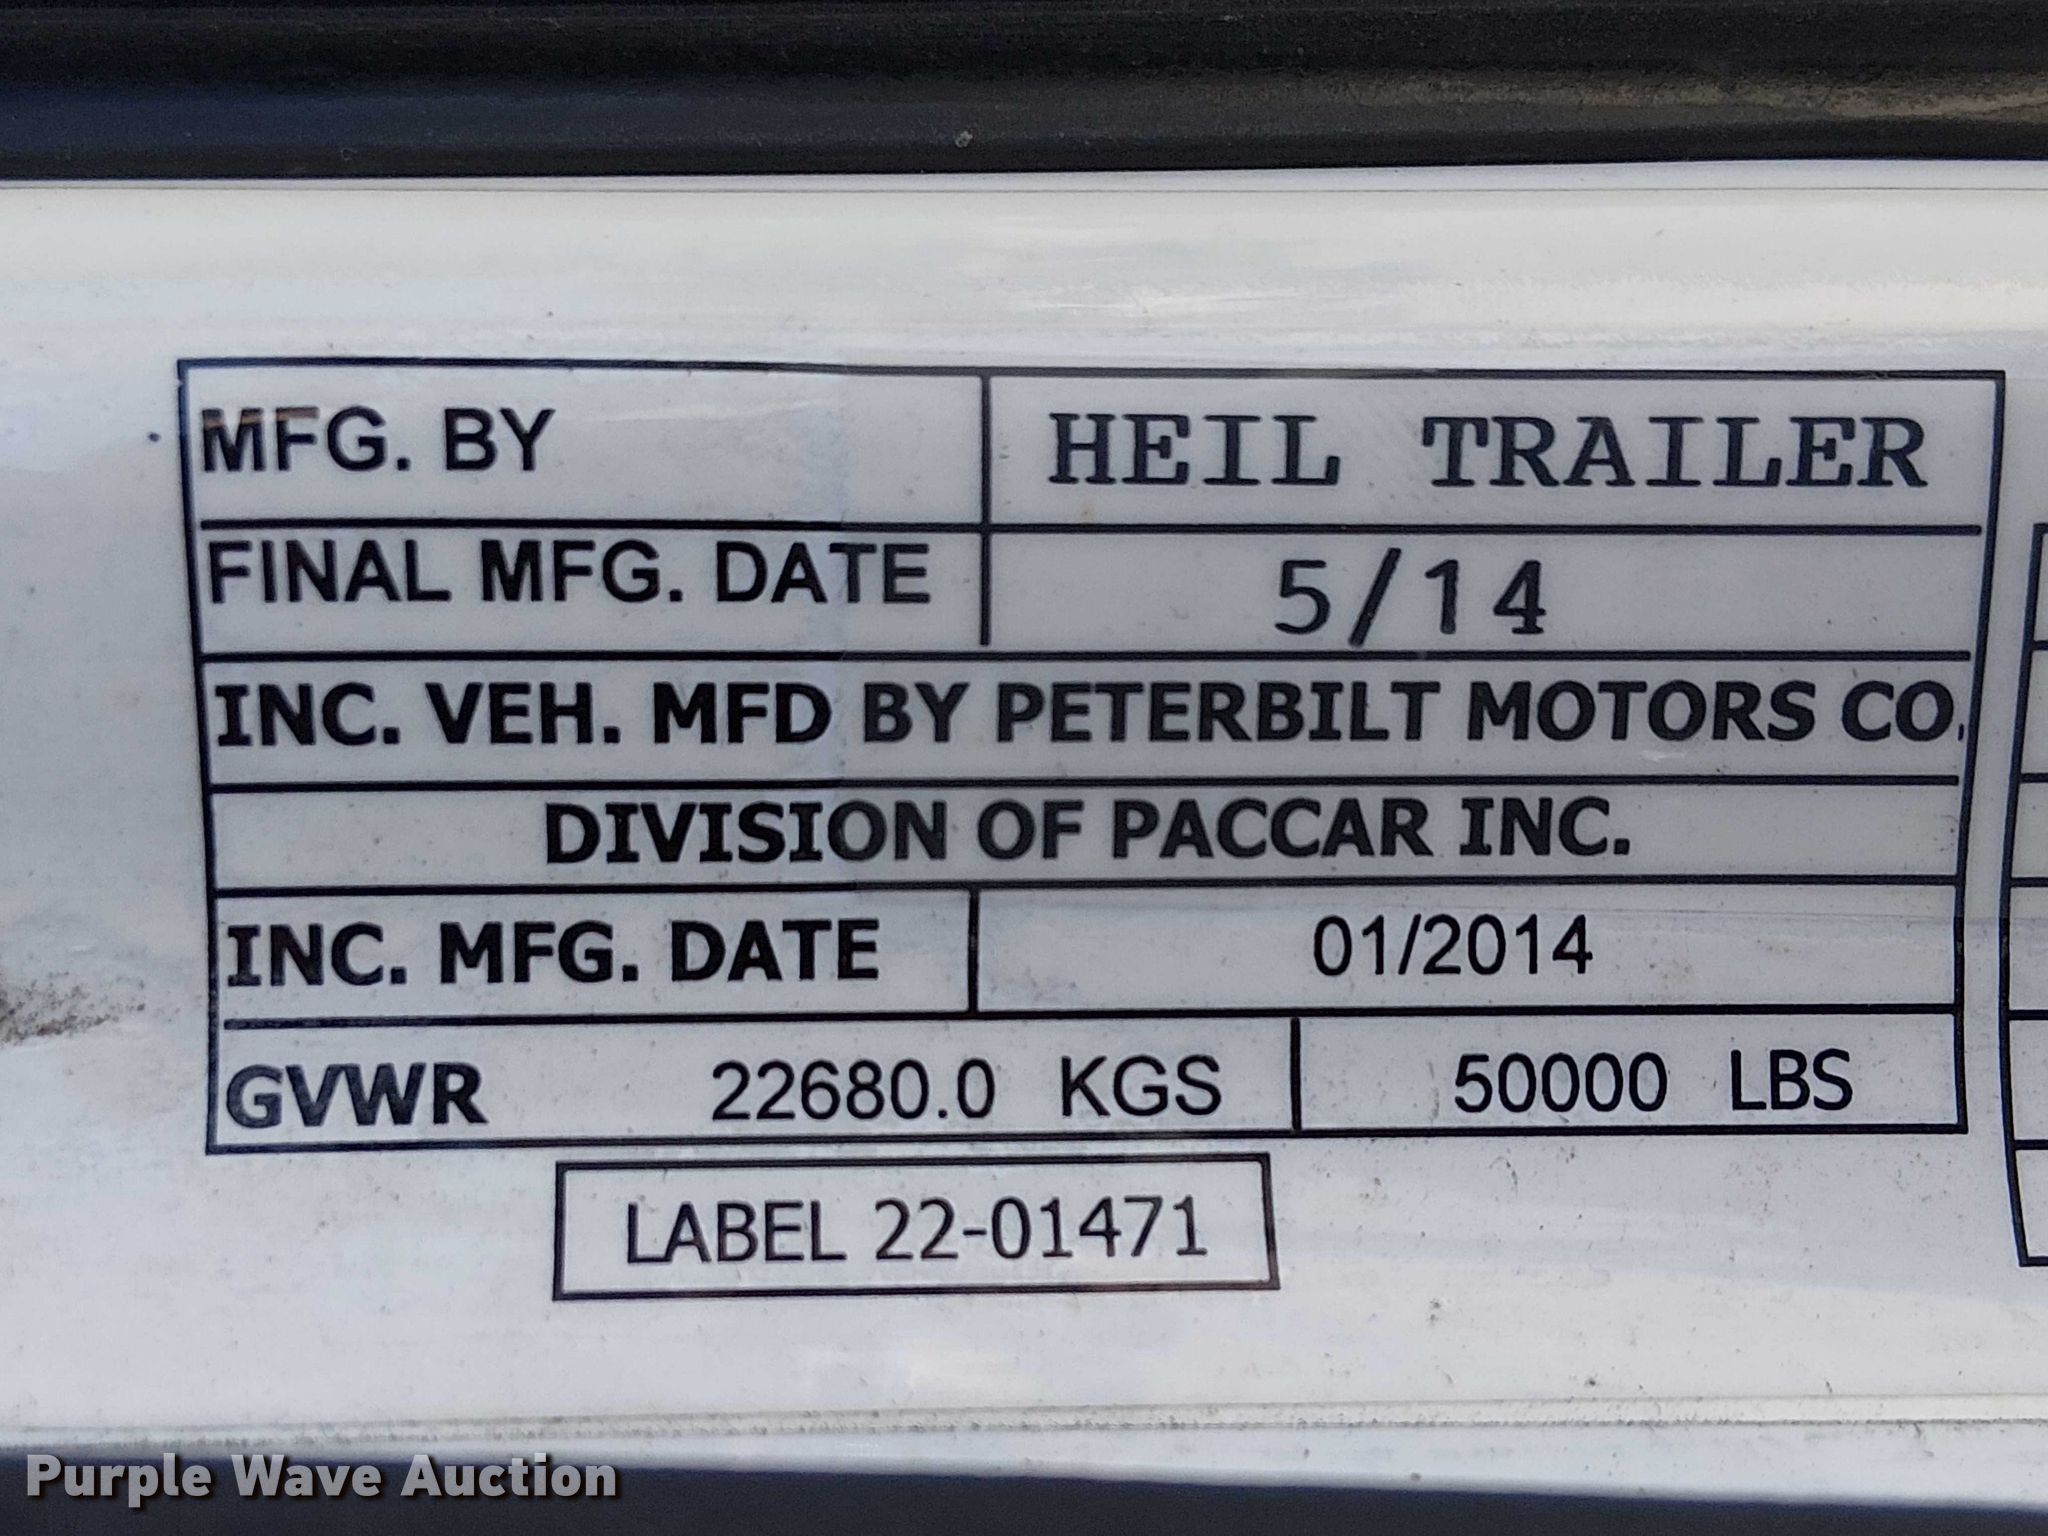 MFG. BY HEIL TRAILER
FINAL MFG. DATE 5/14
INC. VEH. MFD BY PETERBILT MOTORS CO.
DIVISION OF PACCAR INC.
INC. MFG. DATE 01/2014
GVWR 22680.0 KGS 50000 LBS
LABEL 22-01471
Purple Wave Auction